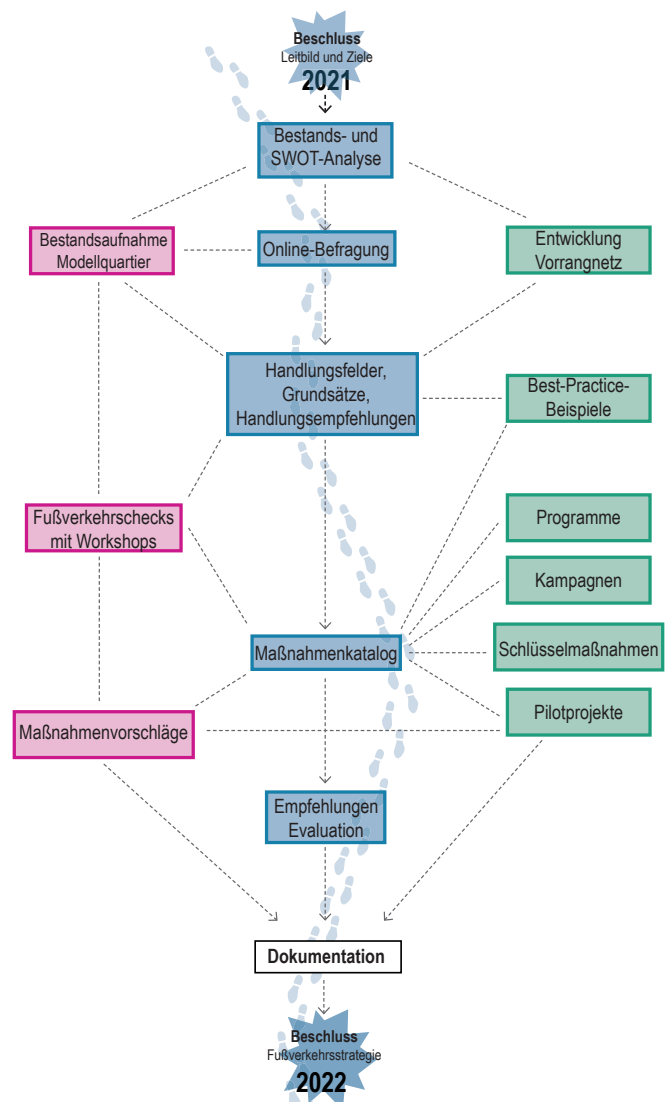 Beschluss
Leitbild und Ziele
2021
Bestands- und
SWOT-Analyse
Bestandsaufnahme
Modellquartier
Online-Befragung
Entwicklung
Vorrangnetz
Handlungsfelder,
Grundsätze,
Handlungsempfehlungen
Best-Practice-
Beispiele
Fußverkehrschecks
mit Workshops
Programme
Kampagnen
Maßnahmenkatalog
Schlüsselmaßnahmen
Maßnahmenvorschläge
Pilotprojekte
Empfehlungen
Evaluation
Dokumentation
Beschluss
Fußverkehrsstrategie
2022